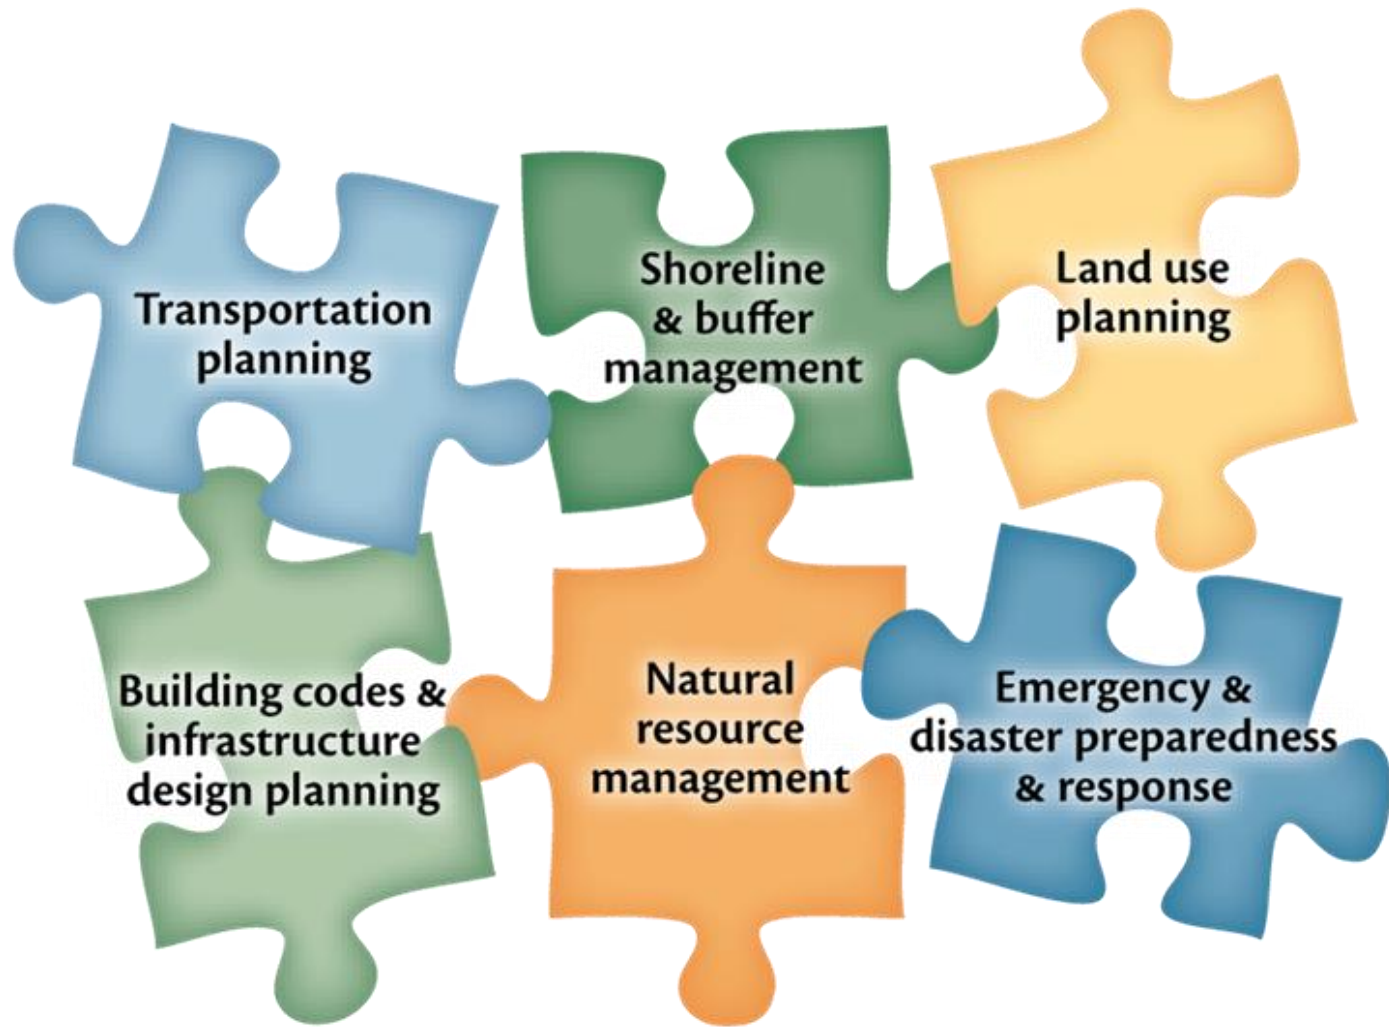 Transportation
planning
Shoreline
& buffer
management
Land use
planning
Building codes &
infrastructure
design planning
Natural
resource
management
Emergency &
disaster preparedness
& response